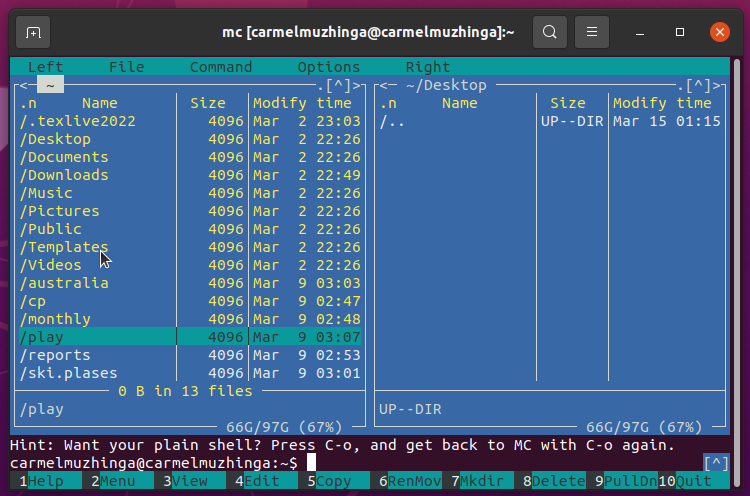 mc [carmelmuzhinga@carmelmuzhinga]:~
Left File Command Options Right
<─ ~ .[^]> <─ ~/Desktop .[^]>
.n Name Size Modify time .n Name Size Modify time
/.texlive2022 4096 Mar 2 23:03 /.. UP--DIR Mar 15 01:15
/Desktop 4096 Mar 2 22:26
/Documents 4096 Mar 2 22:26
/Downloads 4096 Mar 2 22:49
/Music 4096 Mar 2 22:26
/Pictures 4096 Mar 2 22:26
/Public 4096 Mar 2 22:26
/Templates 4096 Mar 2 22:26
/Videos 4096 Mar 2 22:26
/australia 4096 Mar 9 03:03
/cp 4096 Mar 9 02:47
/monthly 4096 Mar 9 02:48
/play 4096 Mar 9 03:07
/reports 4096 Mar 9 02:53
/ski.plases 4096 Mar 9 03:01
0 B in 13 files
/play UP--DIR
66G/97G (67%) 66G/97G (67%)
Hint: Want your plain shell? Press C-o, and get back to MC with C-o again.
carmelmuzhinga@carmelmuzhinga:~$ [^]
1Help 2Menu 3View 4Edit 5Copy 6RenMov 7Mkdir 8Delete 9PullDn 10Quit